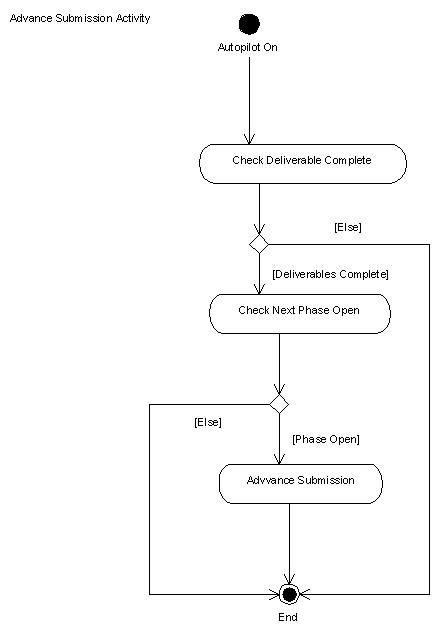 Advance Submission Activity
Autopilot On
Check Deliverable Complete
[Else]
[Deliverables Complete]
Check Next Phase Open
[Else]
[Phase Open]
Advvance Submission
End